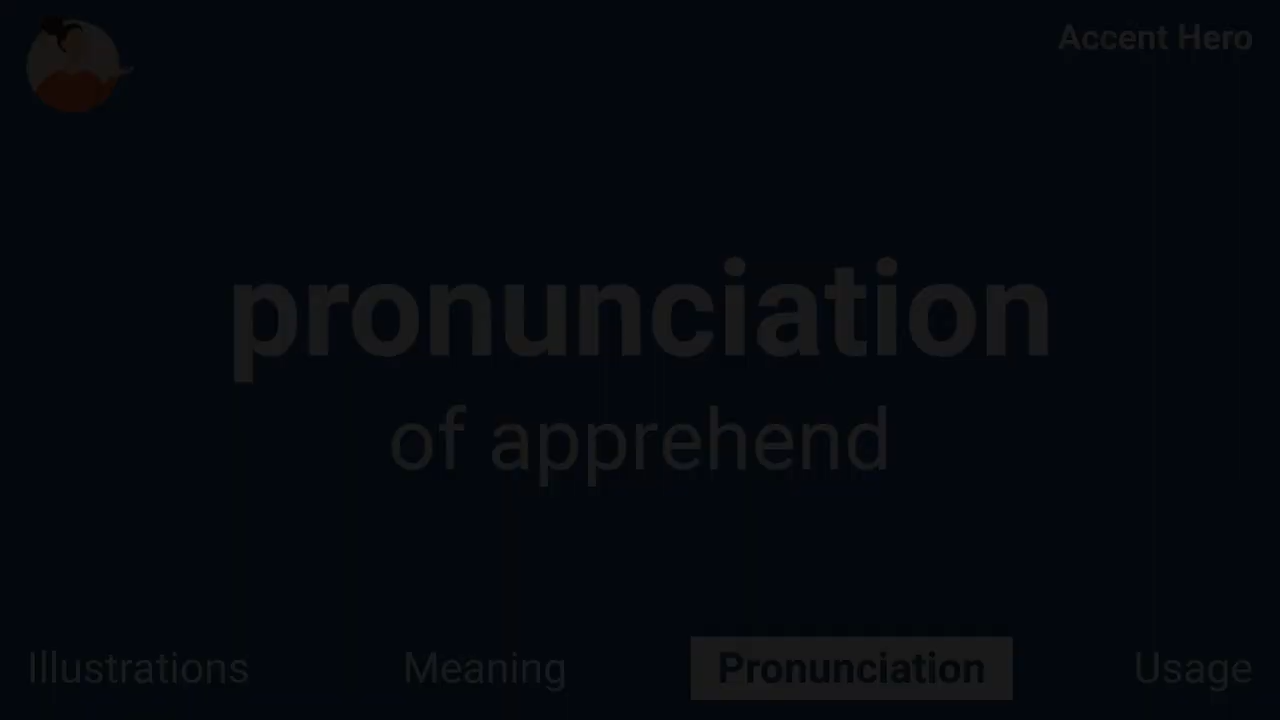 Accent Hero
pronunciation
of apprehend
Illustrations Meaning Pronunciation Usage